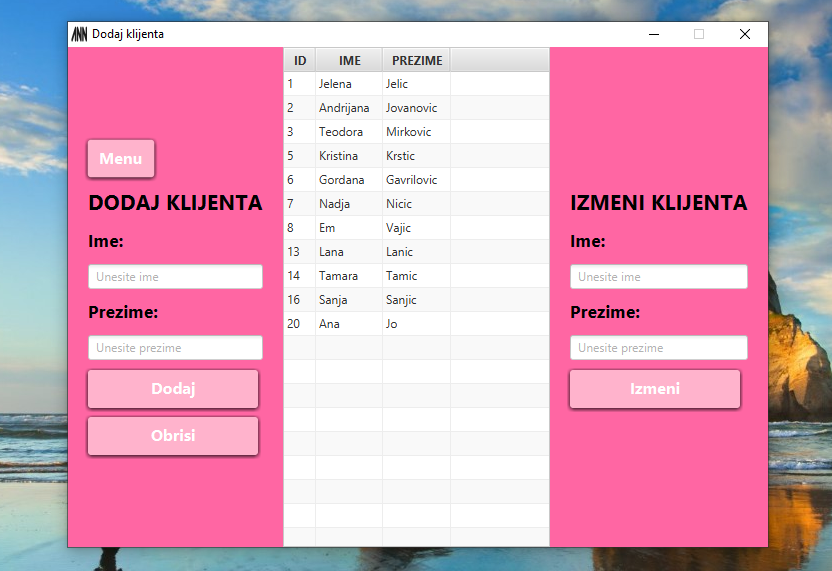 ANN Dodaj klijenta
Menu
DODAJ KLIJENTA
Ime:
Unesite ime
Prezime:
Unesite prezime
Dodaj
Obrisi
ID IME PREZIME
1 Jelena Jelic
2 Andrijana Jovanovic
3 Teodora Mirkovic
5 Kristina Krstic
6 Gordana Gavrilovic
7 Nadja Nicic
8 Em Vajic
13 Lana Lanic
14 Tamara Tamic
16 Sanja Sanjic
20 Ana Jo
IZMENI KLIJENTA
Ime:
Unesite ime
Prezime:
Unesite prezime
Izmeni